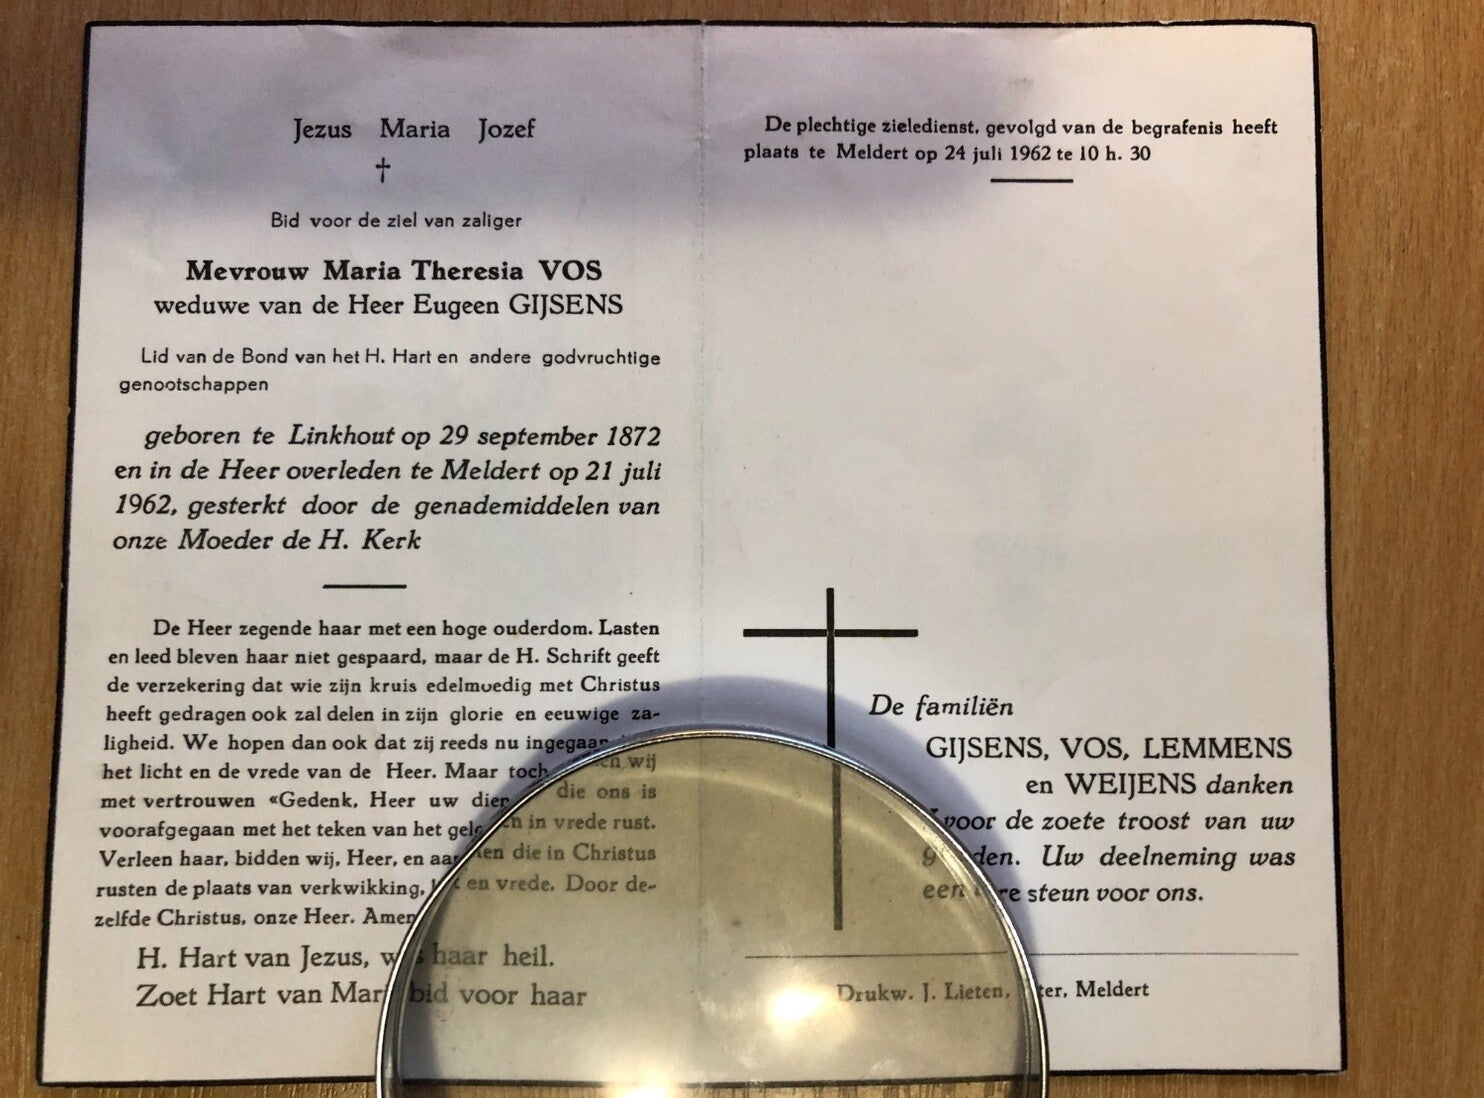 Jezus Maria Jozef
Bid voor de ziel van zaliger
Mevrouw Maria Theresia VOS
weduwe van de Heer Eugeen GIJSENS
Lid van de Bond van het H. Hart en andere godvruchtige
genootschappen
geboren te Linkhout op 29 september 1872
en in de Heer overleden te Meldert op 21 juli
1962, gesterkt door de genademiddelen van
onze Moeder de H. Kerk
De Heer zegende haar met een hoge ouderdom. Lasten
en leed bleven haar niet gespaard, maar de H. Schrift geeft
de verzekering dat wie zijn kruis edelmoedig met Christus
heeft gedragen ook zal delen in zijn glorie en eeuwige za-
ligheid. We hopen dan ook dat zij reeds nu
het licht en de vrede van de Heer. Maar toch wij
met vertrouwen «Gedenk, Heer uw die ons is
voorafgegaan met het teken van het en in vrede rust.
Verleen haar, bidden wij, Heer, en die in Christus
rusten de plaats van verkwikking, en vrede. Door de-
zelfde Christus, onze Heer. Amen
H. Hart van Jezus, haar heil.
Zoet Hart van Maria bid voor haar
De plechtige zieledienst, gevolgd van de begrafenis heeft
plaats te Meldert op 24 juli 1962 te 10 h. 30
De familiën
GIJSENS, VOS, LEMMENS
en WEIJENS danken
voor de zoete troost van uw
Uw deelneming was
een steun voor ons.
Drukw. J. Lieten, Meldert